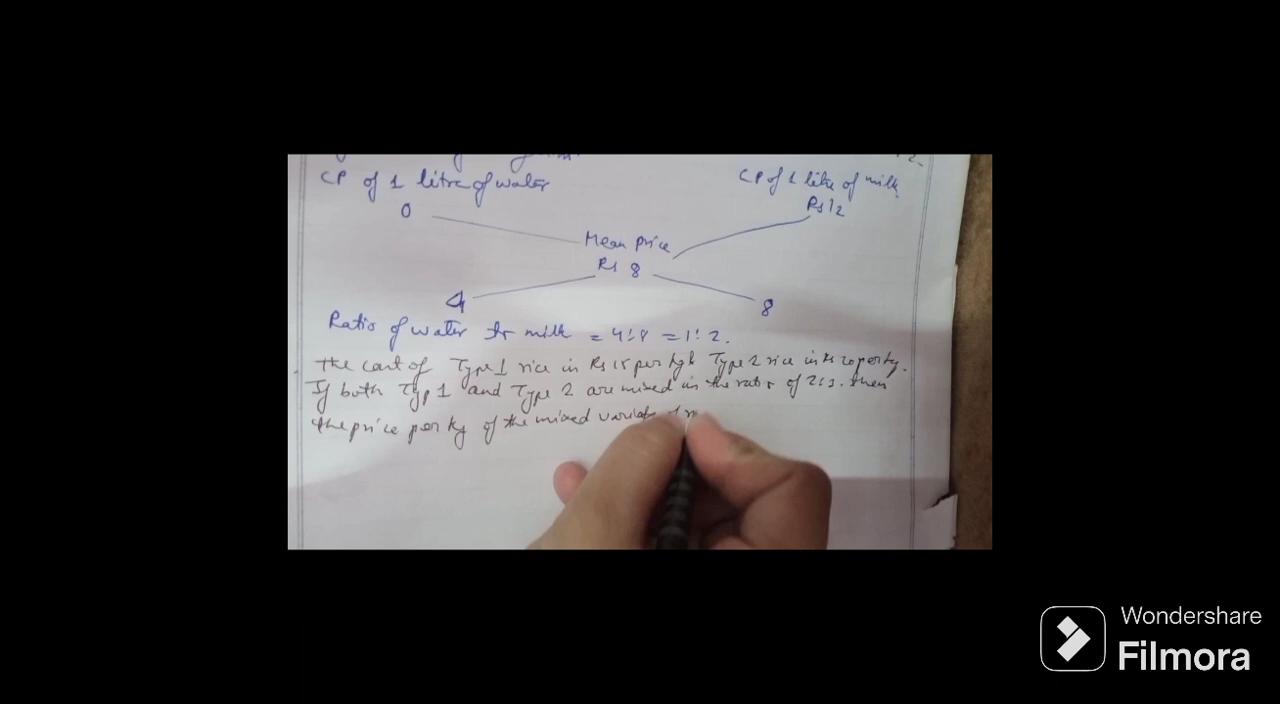 CP of 1 litre of water
CP of 1 litre of milk
0
Rs 12
Mean price
Rs 8
4
8
Ratio of water to milk = 4:8 = 1:2.
The cost of Type 1 rice is Rs 15 per kg & Type 2 rice is Rs 20 per kg.
If both Typ 1 and Type 2 are mixed in the ratio of 2:3. then
the price per kg of the mixed variety of
Wondershare
Filmora